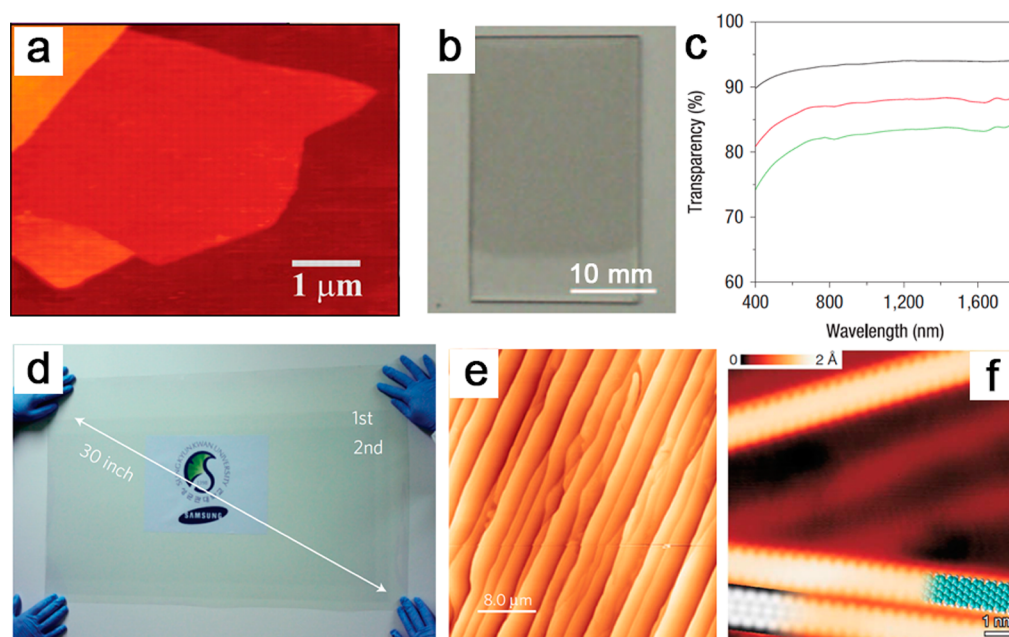 a
1 μm
b
10 mm
c
100
90
80
70
60
Transparency (%)
400
800
1,200
1,600
Wavelength (nm)
d
1st
2nd
30 inch
SAMSUNG
e
8.0 μm
0
2 Å
f
1 nm